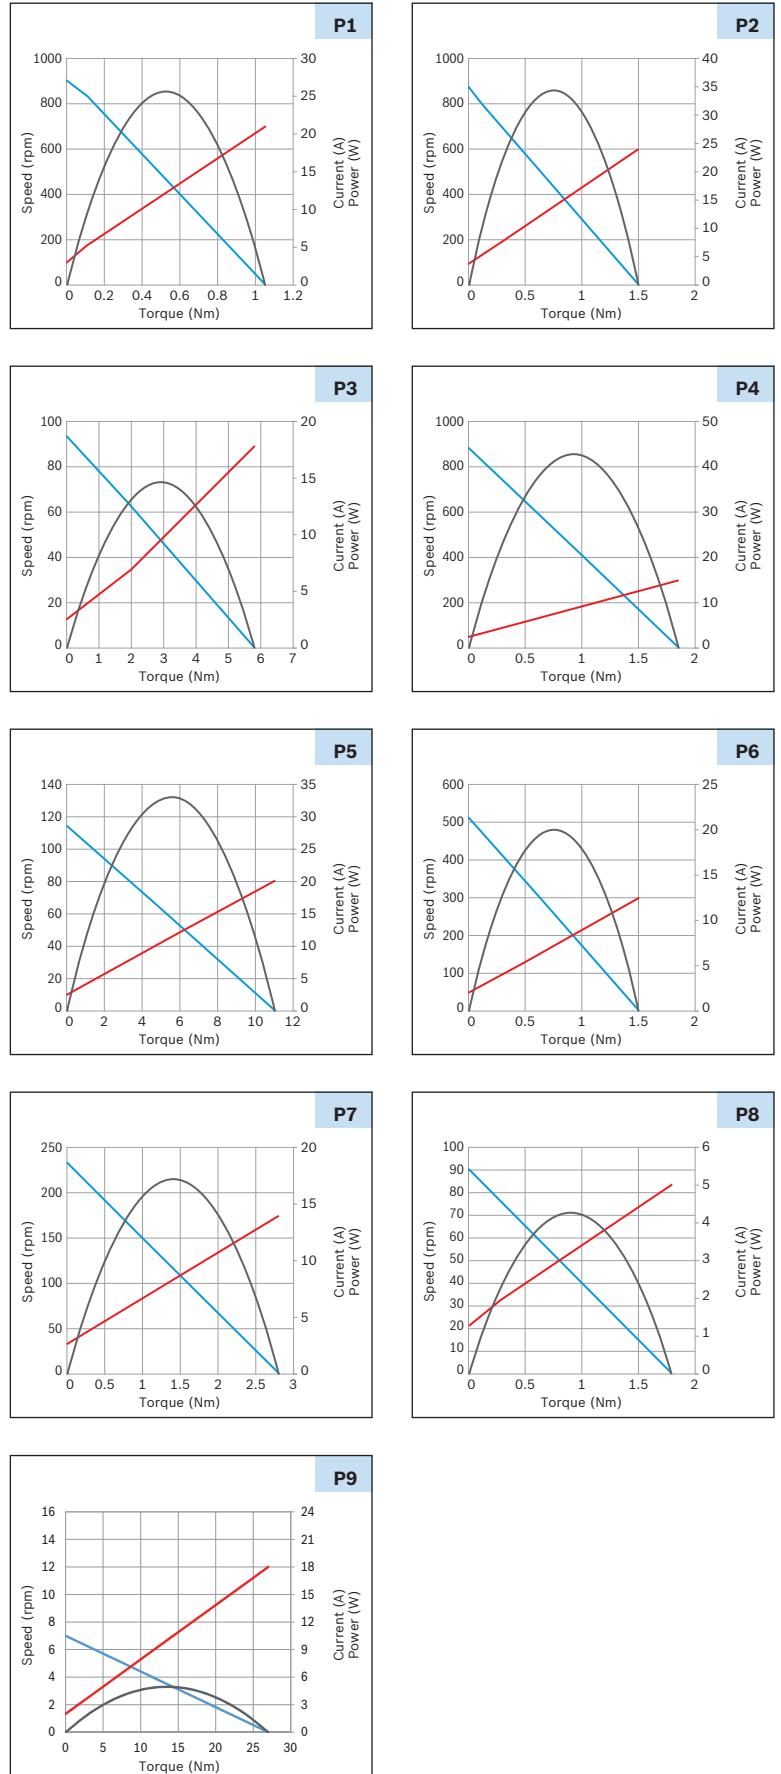 P1
1000
800
600
400
200
0
Speed (rpm)
30
25
20
15
10
5
0
Current (A)
Power (W)
0 0.2 0.4 0.6 0.8 1 1.2
Torque (Nm)
P2
1000
800
600
400
200
0
Speed (rpm)
40
35
30
25
20
15
10
5
0
Current (A)
Power (W)
0 0.5 1 1.5 2
Torque (Nm)
P3
100
80
60
40
20
0
Speed (rpm)
20
15
10
5
0
Current (A)
Power (W)
0 1 2 3 4 5 6 7
Torque (Nm)
P4
1000
800
600
400
200
0
Speed (rpm)
50
40
30
20
10
0
Current (A)
Power (W)
0 0.5 1 1.5 2
Torque (Nm)
P5
140
120
100
80
60
40
20
0
Speed (rpm)
35
30
25
20
15
10
5
0
Current (A)
Power (W)
0 2 4 6 8 10 12
Torque (Nm)
P6
600
500
400
300
200
100
0
Speed (rpm)
25
20
15
10
5
0
Current (A)
Power (W)
0 0.5 1 1.5 2
Torque (Nm)
P7
250
200
150
100
50
0
Speed (rpm)
20
15
10
5
0
Current (A)
Power (W)
0 0.5 1 1.5 2 2.5 3
Torque (Nm)
P8
100
90
80
70
60
50
40
30
20
10
0
Speed (rpm)
6
5
4
3
2
1
0
Current (A)
Power (W)
0 0.5 1 1.5 2
Torque (Nm)
P9
16
14
12
10
8
6
4
2
0
Speed (rpm)
24
21
18
15
12
9
6
3
0
Current (A)
Power (W)
0 5 10 15 20 25 30
Torque (Nm)